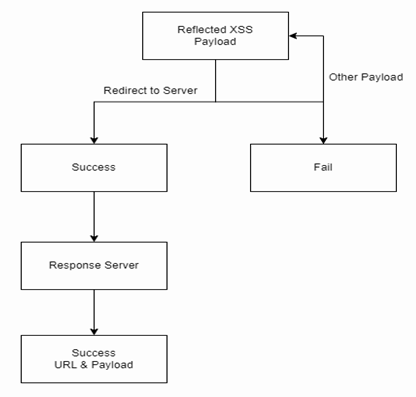 Reflected XSS
Payload
Other Payload
Redirect to Server
Success
Fail
Response Server
Success
URL & Payload